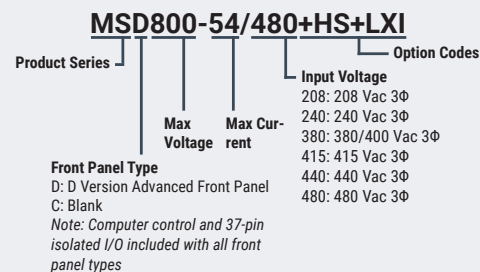 MSD800-54/480+HS+LXI
Product Series
Option Codes
Input Voltage
208: 208 Vac 3Φ
240: 240 Vac 3Φ
380: 380/400 Vac 3Φ
415: 415 Vac 3Φ
440: 440 Vac 3Φ
480: 480 Vac 3Φ
Max
Voltage
Max Cur-
rent
Front Panel Type
D: D Version Advanced Front Panel
C: Blank
Note: Computer control and 37-pin
isolated I/O included with all front
panel types